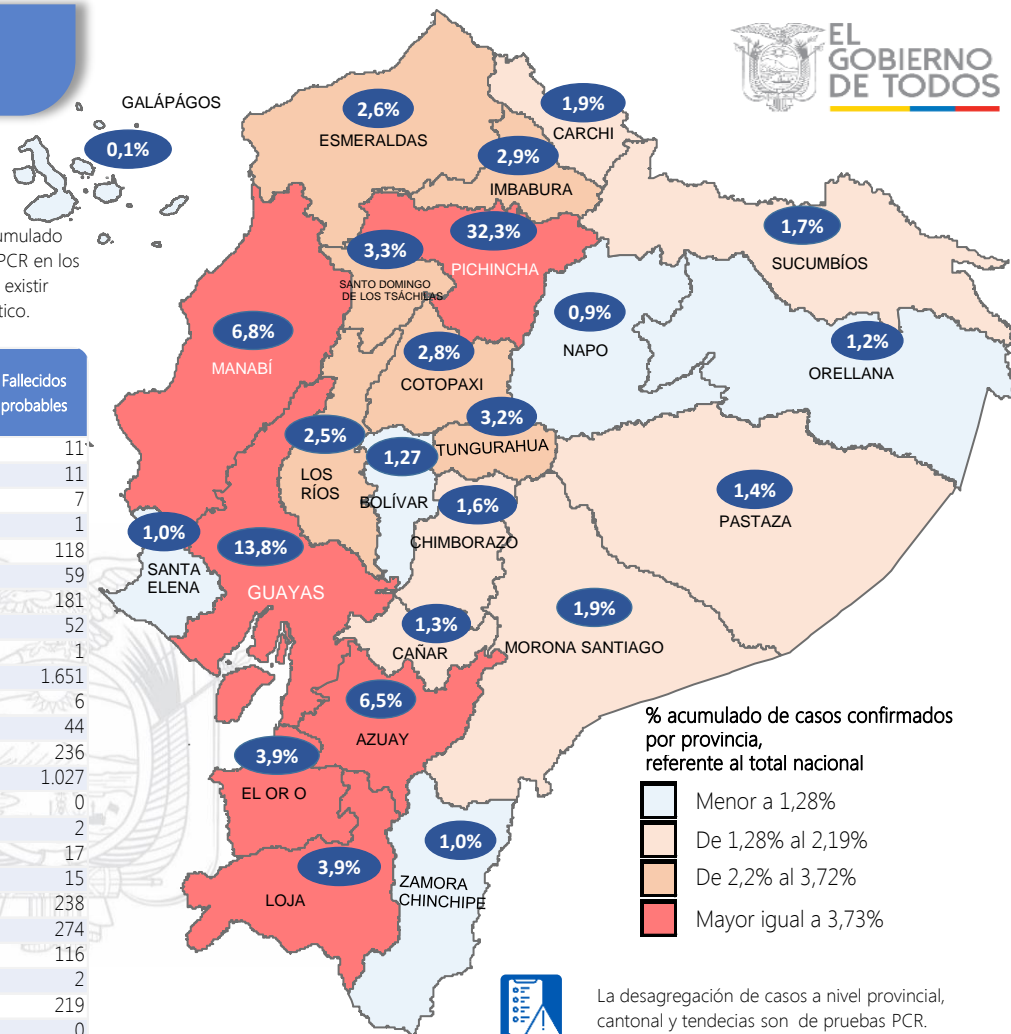 EL
GOBIERNO
DE TODOS
GALÁPÁGOS
0,1%
2,6%
ESMERALDAS
1,9%
CARCHI
2,9%
IMBABURA
umulado
PCR en los
existir
tico.
3,3%
SANTO DOMINGO
DE LOS TSÁCHILAS
32,3%
PICHINCHA
1,7%
SUCUMBÍOS
6,8%
MANABÍ
2,8%
COTOPAXI
0,9%
NAPO
1,2%
ORELLANA
Fallecidos
probables
11
11
7
1
118
59
181
52
1
1.651
6
44
236
1.027
0
2
17
15
238
274
116
2
219
0
2,5%
LOS
RÍOS
1,27
BOLÍVAR
3,2%
TUNGURAHUA
1,6%
CHIMBORAZO
1,4%
PASTAZA
1,0%
SANTA
ELENA
13,8%
GUAYAS
1,3%
CAÑAR
1,9%
MORONA SANTIAGO
6,5%
AZUAY
3,9%
EL OR O
3,9%
LOJA
1,0%
ZAMORA
CHINCHIPE
% acumulado de casos confirmados
por provincia,
referente al total nacional
Menor a 1,28%
De 1,28% al 2,19%
De 2,2% al 3,72%
Mayor igual a 3,73%
La desagregación de casos a nivel provincial,
cantonal y tendecias son de pruebas PCR.